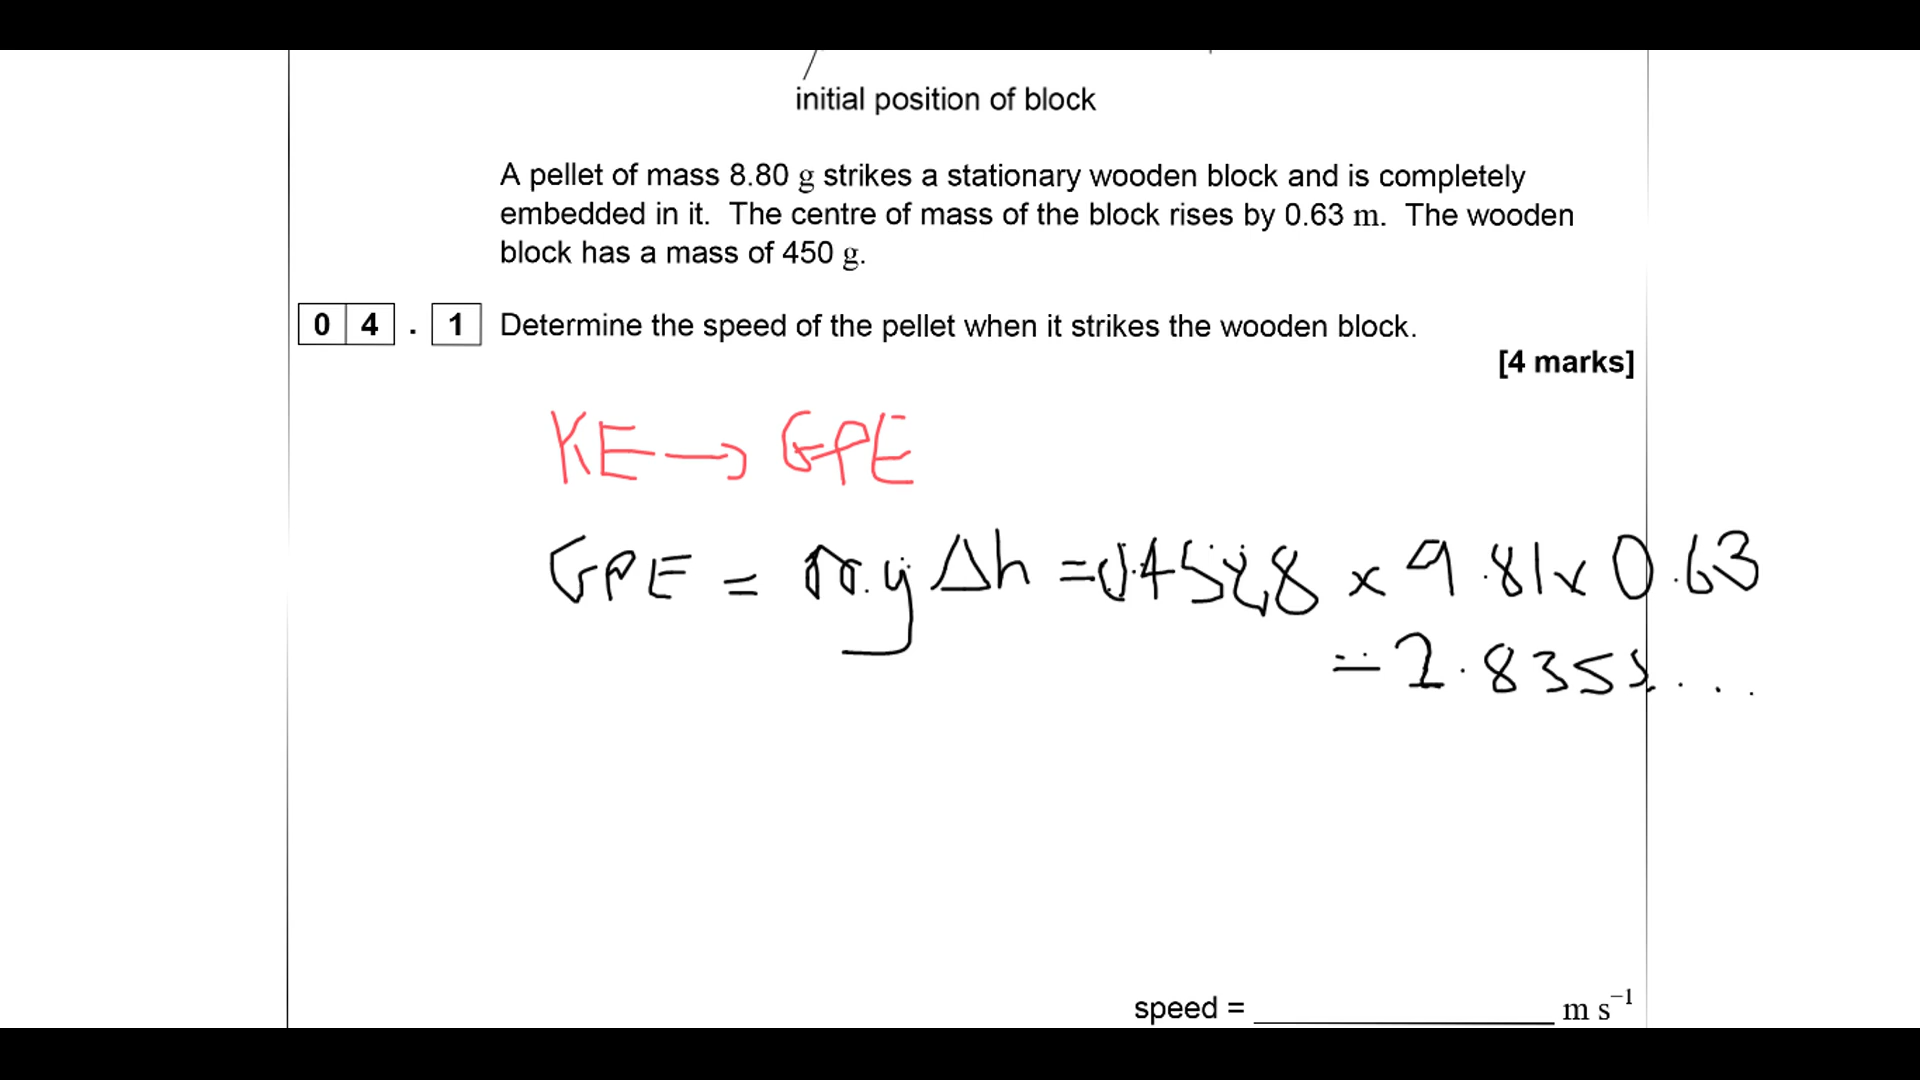 initial position of block
A pellet of mass 8.80 g strikes a stationary wooden block and is completely
embedded in it. The centre of mass of the block rises by 0.63 m. The wooden
block has a mass of 450 g.
0 4 . 1 Determine the speed of the pellet when it strikes the wooden block.
[4 marks]
KE → GPE
GPE = mgΔh = 0.4588 × 9.81 × 0.63
= 2.8355....
speed = ____________ m s⁻¹